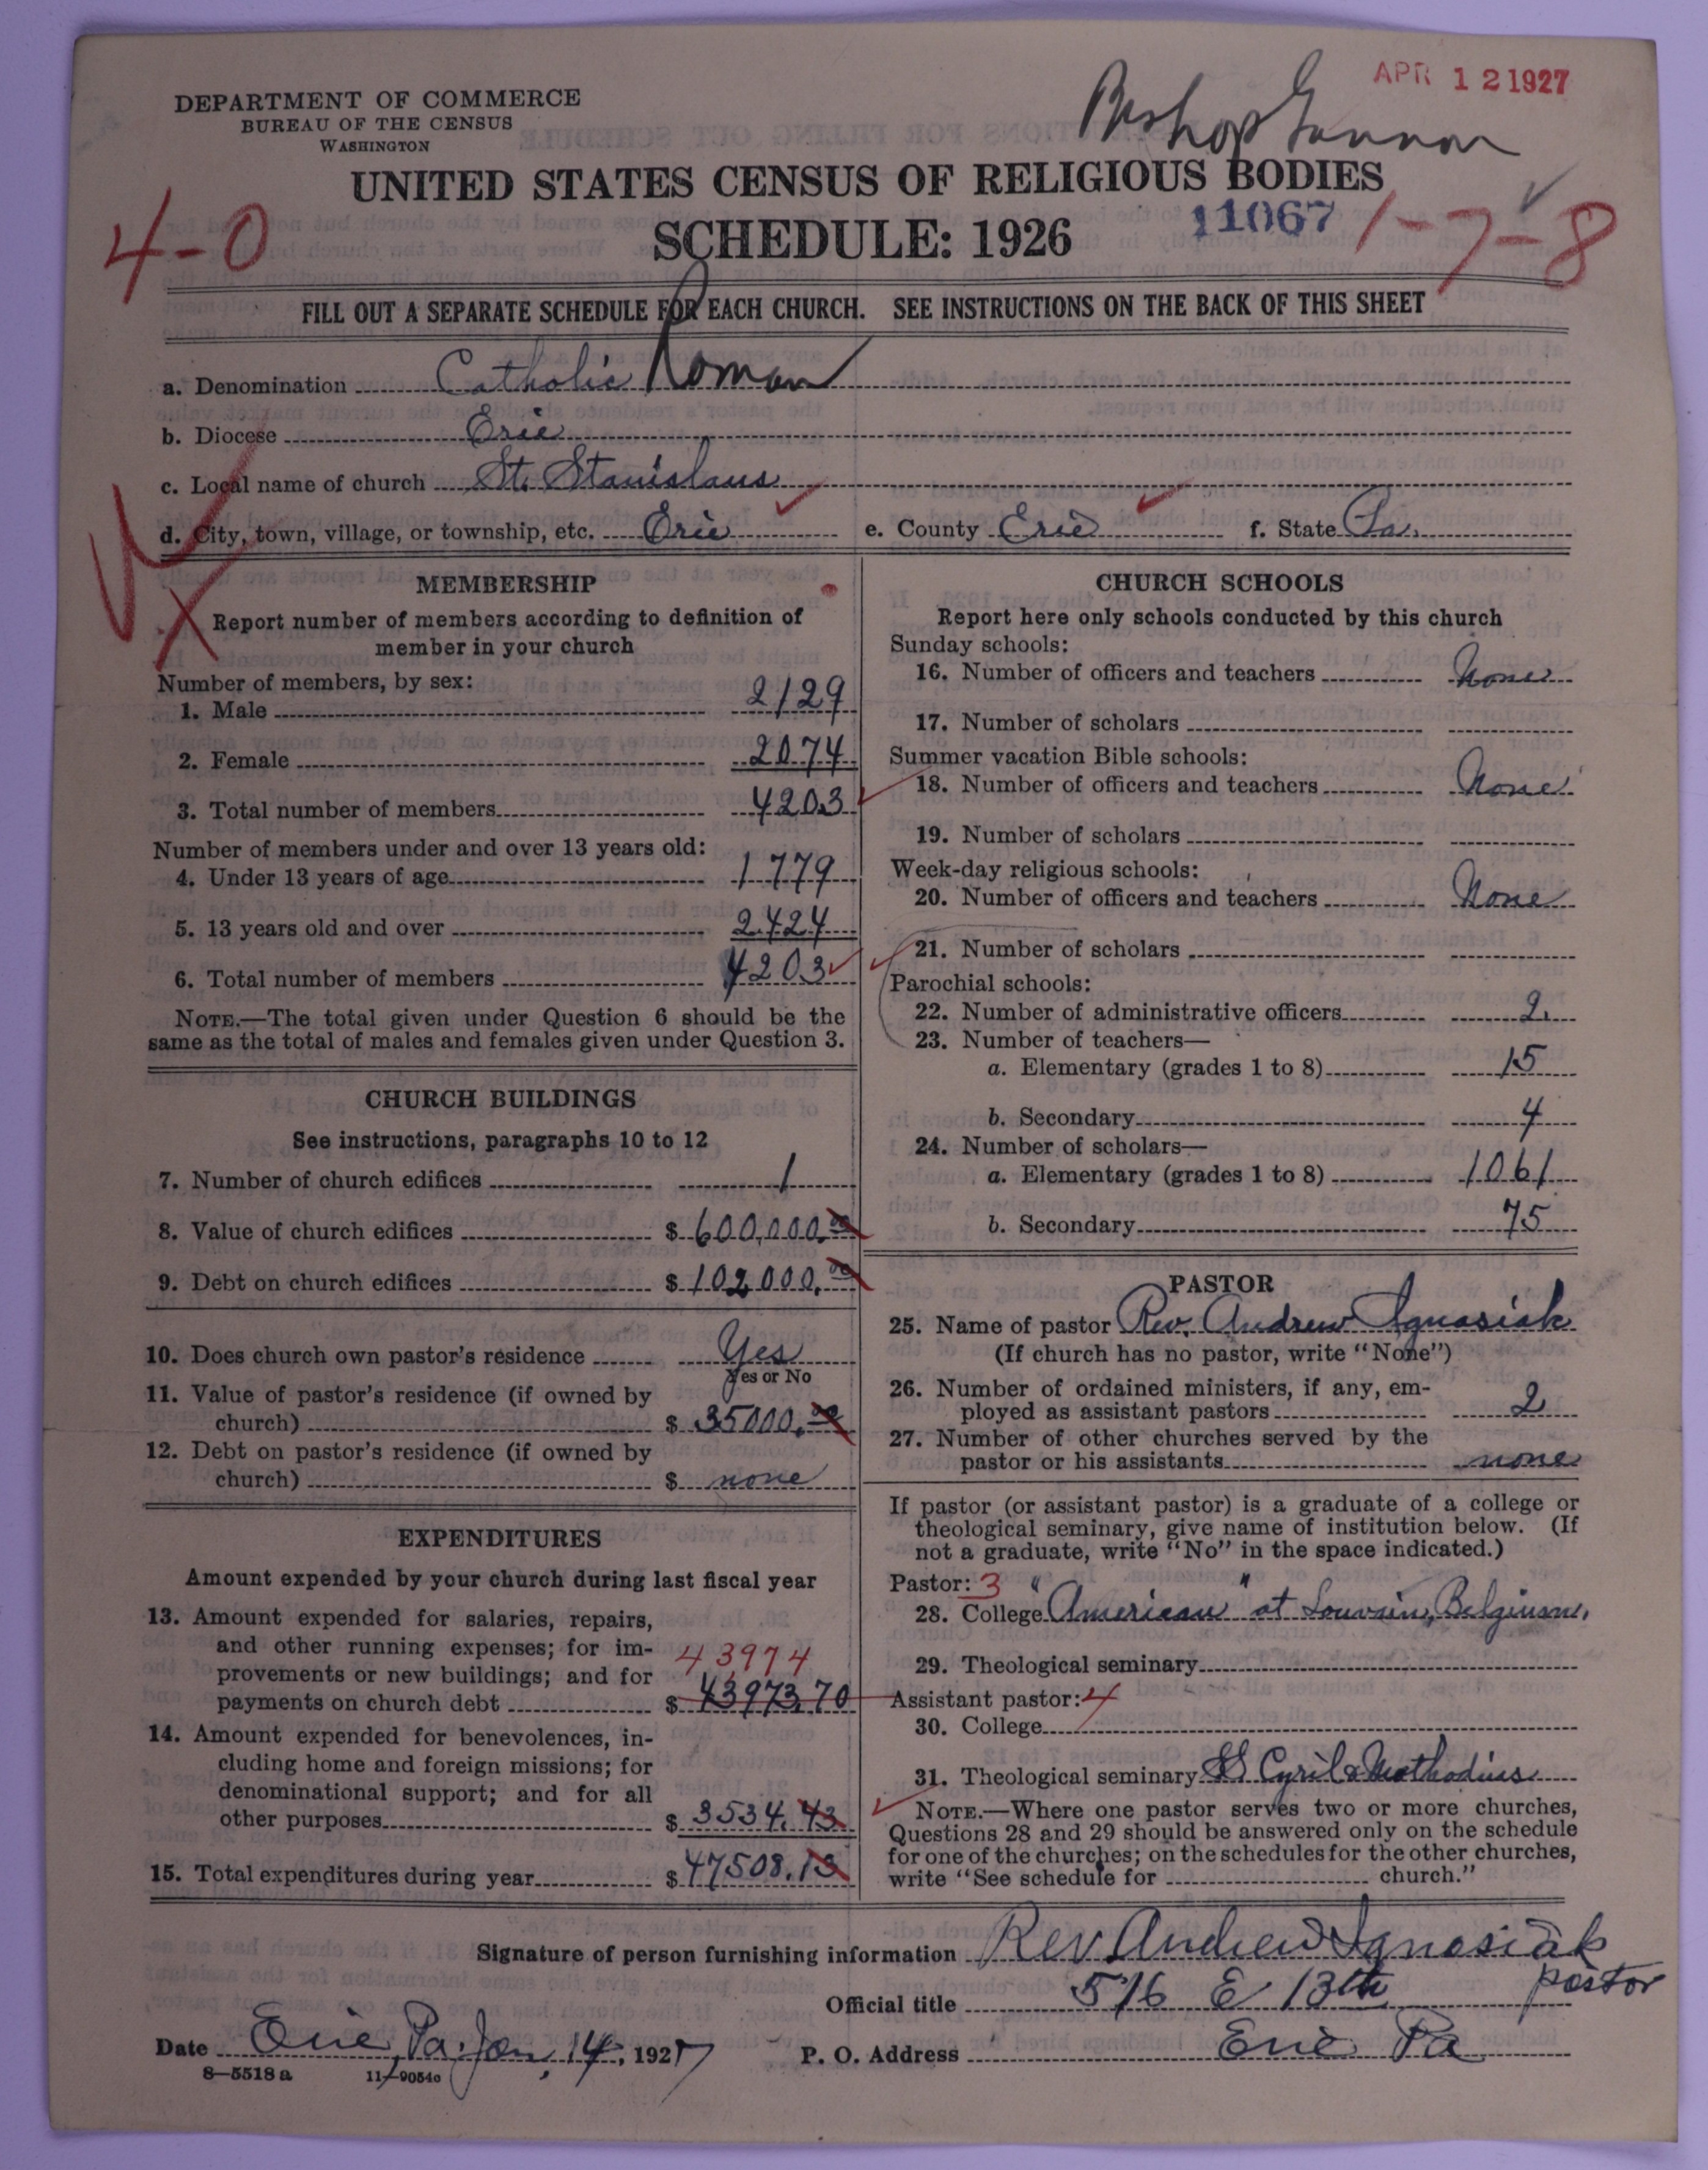 DEPARTMENT OF COMMERCE
BUREAU OF THE CENSUS
WASHINGTON
APR 12 1927
Bishop Gannon
UNITED STATES CENSUS OF RELIGIOUS BODIES
4-0
SCHEDULE: 1926
11067
1-7-8
FILL OUT A SEPARATE SCHEDULE FOR EACH CHURCH. SEE INSTRUCTIONS ON THE BACK OF THIS SHEET
a. Denomination Catholic Roman
b. Diocese Erie
c. Local name of church St. Stanislaus
d. City, town, village, or township, etc. Erie e. County Erie f. State Pa.
MEMBERSHIP
Report number of members according to definition of
member in your church
Number of members, by sex:
1. Male 2129
2. Female 2074
3. Total number of members 4203
Number of members under and over 13 years old:
4. Under 13 years of age 1779
5. 13 years old and over 2424
6. Total number of members 4203
NOTE.—The total given under Question 6 should be the
same as the total of males and females given under Question 3.
CHURCH BUILDINGS
See instructions, paragraphs 10 to 12
7. Number of church edifices 1
8. Value of church edifices $ 600,000.00
9. Debt on church edifices $ 102000.00
10. Does church own pastor's residence Yes
Yes or No
11. Value of pastor's residence (if owned by
church) $ 35000.00
12. Debt on pastor's residence (if owned by
church) $ none
EXPENDITURES
Amount expended by your church during last fiscal year
13. Amount expended for salaries, repairs,
and other running expenses; for im-
provements or new buildings; and for
43974
payments on church debt $ 43973.70
14. Amount expended for benevolences, in-
cluding home and foreign missions; for
denominational support; and for all
other purposes $ 3534.43
15. Total expenditures during year $ 47508.13
CHURCH SCHOOLS
Report here only schools conducted by this church
Sunday schools:
16. Number of officers and teachers None
17. Number of scholars
Summer vacation Bible schools:
18. Number of officers and teachers None
19. Number of scholars
Week-day religious schools:
20. Number of officers and teachers None
21. Number of scholars
Parochial schools:
22. Number of administrative officers 2.
23. Number of teachers—
a. Elementary (grades 1 to 8) 15
b. Secondary 4
24. Number of scholars—
a. Elementary (grades 1 to 8) 1061
b. Secondary 75
PASTOR
25. Name of pastor Rev. Andrew Ignasiak
(If church has no pastor, write "None")
26. Number of ordained ministers, if any, em-
ployed as assistant pastors 2
27. Number of other churches served by the
pastor or his assistants none
If pastor (or assistant pastor) is a graduate of a college or
theological seminary, give name of institution below. (If
not a graduate, write "No" in the space indicated.)
Pastor: 3
28. College "American" at Louvain, Belgium,
29. Theological seminary
Assistant pastor: 4
30. College
31. Theological seminary SS. Cyril & Methodius
NOTE.—Where one pastor serves two or more churches,
Questions 28 and 29 should be answered only on the schedule
for one of the churches; on the schedules for the other churches,
write "See schedule for church."
Signature of person furnishing information Rev Andrew Ignasiak
pastor
Official title 516 E 13th
Date Erie, Pa. Jan, 14, 1927 P. O. Address Erie Pa
8—5518 a 11—9054o